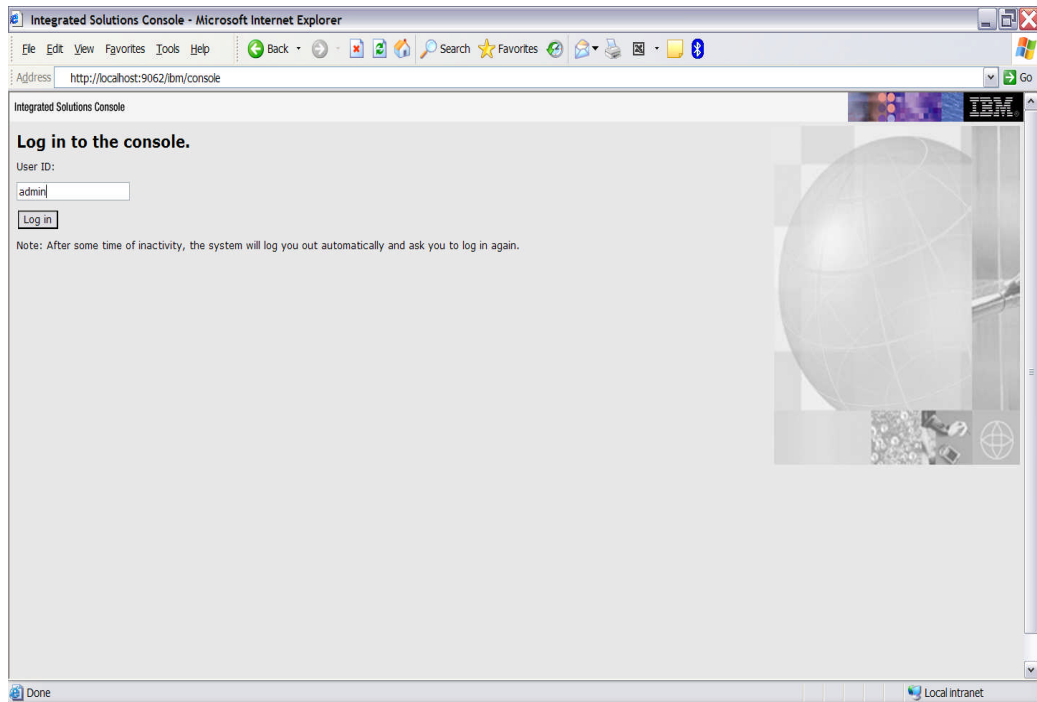 Integrated Solutions Console - Microsoft Internet Explorer
File Edit View Favorites Tools Help Back Search Favorites
Address http://localhost:9062/ibm/console Go
Integrated Solutions Console IBM
Log in to the console.
User ID:
admin
Log in
Note: After some time of inactivity, the system will log you out automatically and ask you to log in again.
Done Local intranet